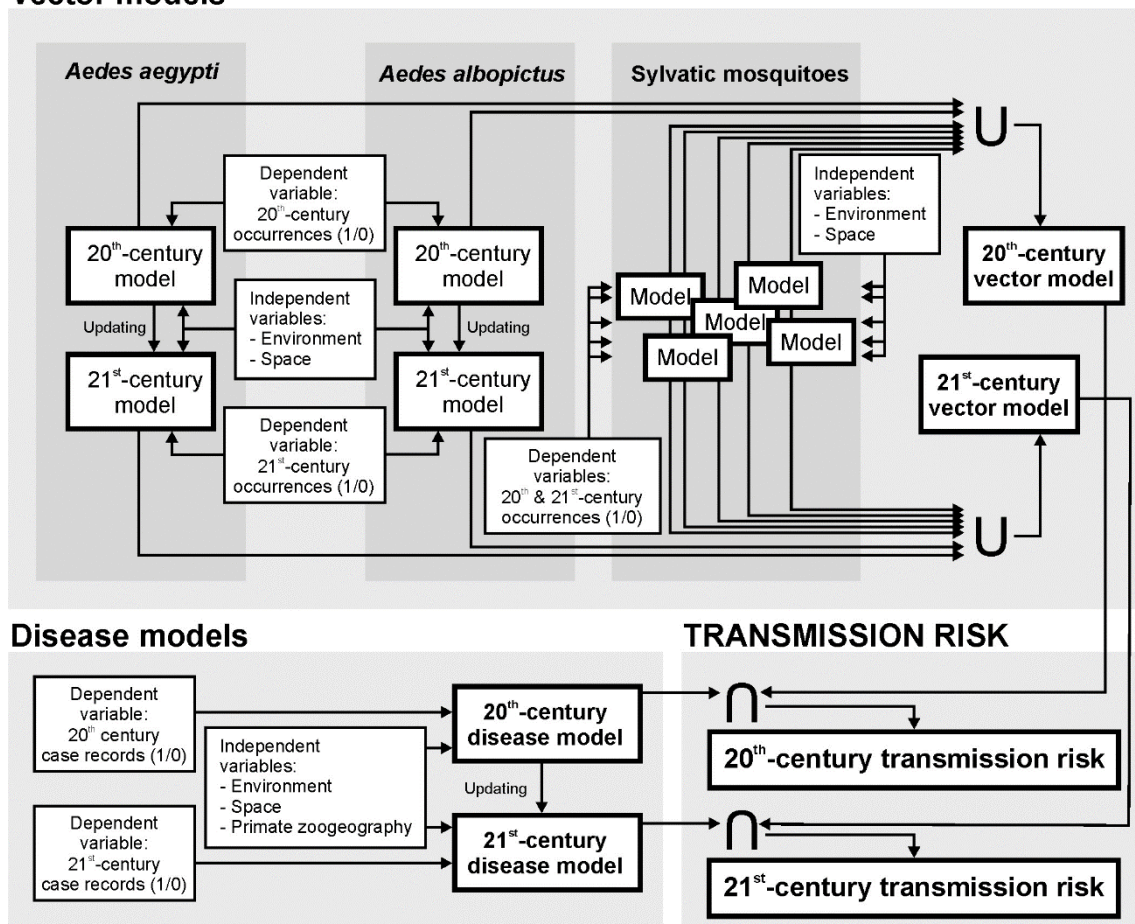 Vector models
Aedes aegypti
Aedes albopictus
Sylvatic mosquitoes
∪
Dependent
variable:
20th-century
occurrences (1/0)
Independent
variables:
- Environment
- Space
20th-century
model
20th-century
model
20th-century
vector model
Model
Model
Model
Model
Model
Updating
Independent
variables:
- Environment
- Space
Updating
21st-century
model
21st-century
model
21st-century
vector model
Dependent
variable:
21st-century
occurrences (1/0)
Dependent
variables:
20th & 21st-century
occurrences (1/0)
∪
Disease models
Dependent
variable:
20th century
case records (1/0)
Independent
variables:
- Environment
- Space
- Primate zoogeography
Dependent
variable:
21st-century
case records (1/0)
20th-century
disease model
Updating
21st-century
disease model
TRANSMISSION RISK
∩
20th-century transmission risk
∩
21st-century transmission risk